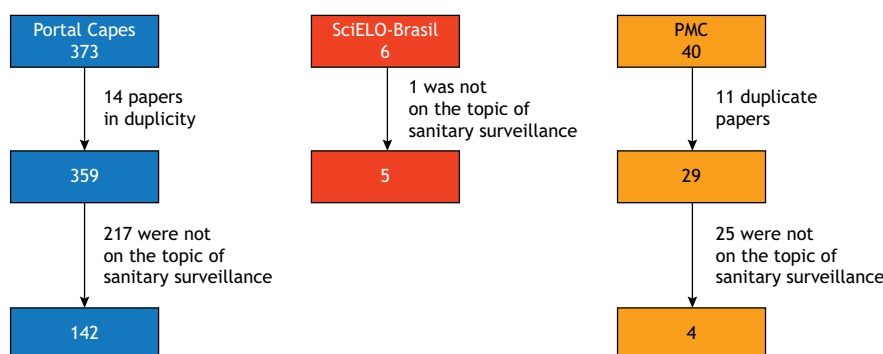 Portal Capes
373
14 papers
in duplicity
359
217 were not
on the topic of
sanitary surveillance
142
SciELO-Brasil
6
1 was not
on the topic of
sanitary surveillance
5
PMC
40
11 duplicate
papers
29
25 were not
on the topic of
sanitary surveillance
4